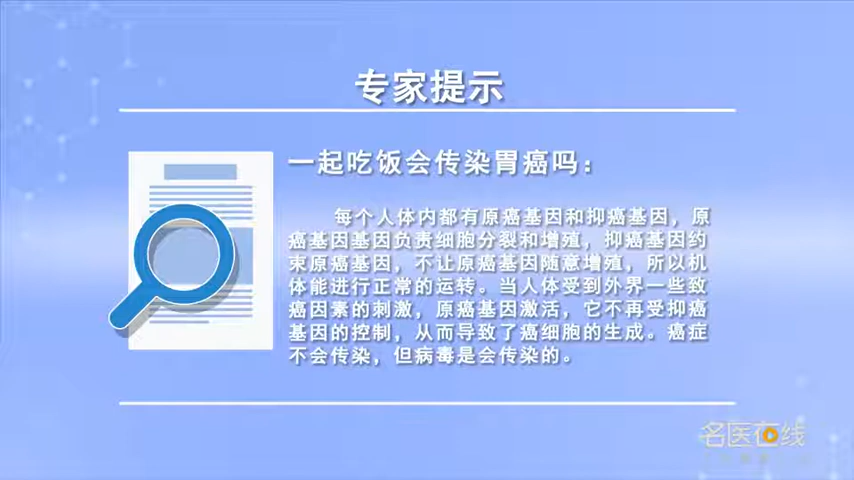 专家提示
一起吃饭会传染胃癌吗：
每个人体内都有原癌基因和抑癌基因，原
癌基因基因负责细胞分裂和增殖，抑癌基因约
束原癌基因，不让原癌基因随意增殖，所以机
体能进行正常的运转。当人体受到外界一些致
癌因素的刺激，原癌基因激活，它不再受抑癌
基因的控制，从而导致了癌细胞的生成。癌症
不会传染，但病毒是会传染的。
名医在线